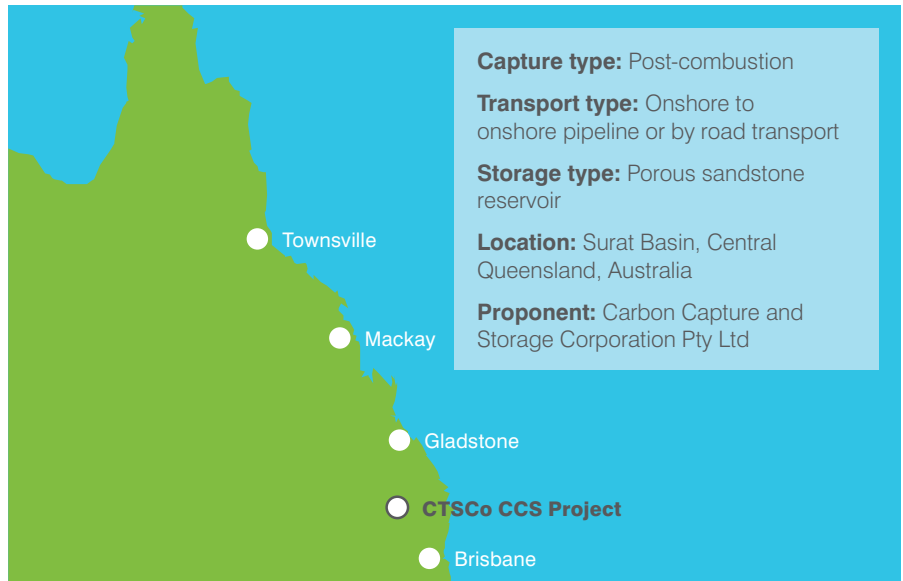 Capture type: Post-combustion
Transport type: Onshore to
onshore pipeline or by road transport
Storage type: Porous sandstone
reservoir
Location: Surat Basin, Central
Queensland, Australia
Proponent: Carbon Capture and
Storage Corporation Pty Ltd
Townsville
Mackay
Gladstone
CTSCo CCS Project
Brisbane